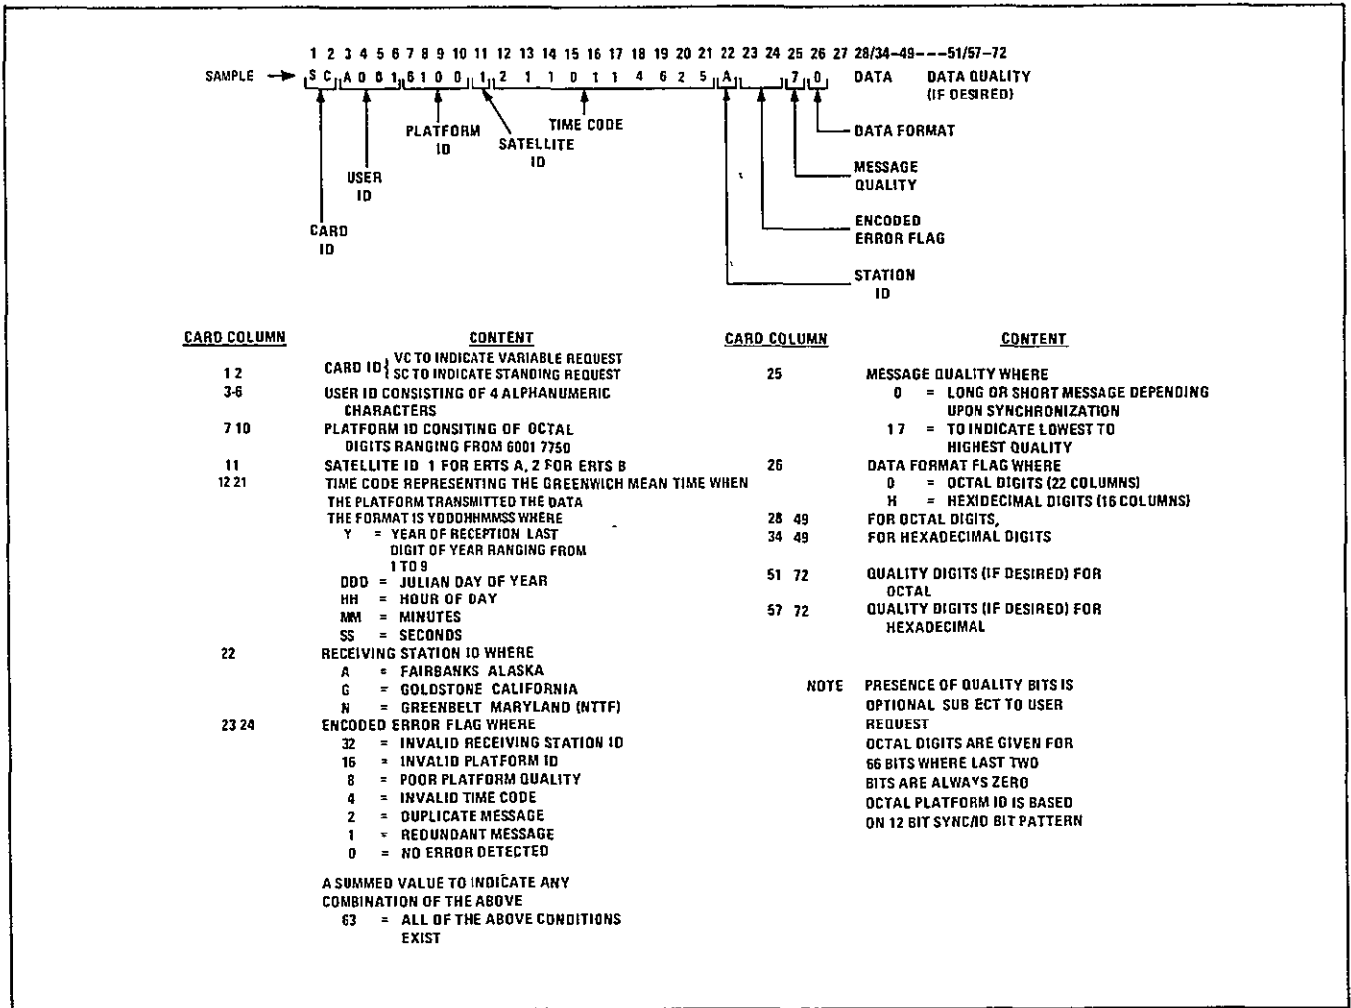 1 2 3 4 5 6 7 8 9 10 11 12 13 14 15 16 17 18 19 20 21 22 23 24 25 26 27 28/34-49---51/57-72
SAMPLE S C A 0 0 1 6 1 0 0 1 2 1 1 0 1 1 4 6 2 5 A 7 0 DATA DATA QUALITY
(IF DESIRED)
CARD
ID
USER
ID
PLATFORM
ID
SATELLITE
ID
TIME CODE
DATA FORMAT
MESSAGE
QUALITY
ENCODED
ERROR FLAG
STATION
ID
CARD COLUMN CONTENT
1 2 CARD ID { VC TO INDICATE VARIABLE REQUEST
SC TO INDICATE STANDING REQUEST
3-6 USER ID CONSISTING OF 4 ALPHANUMERIC
CHARACTERS
7 10 PLATFORM ID CONSITING OF OCTAL
DIGITS RANGING FROM 6001 7750
11 SATELLITE ID 1 FOR ERTS A, 2 FOR ERTS B
12 21 TIME CODE REPRESENTING THE GREENWICH MEAN TIME WHEN
THE PLATFORM TRANSMITTED THE DATA
THE FORMAT IS YDDDHHMMSS WHERE
Y = YEAR OF RECEPTION LAST
DIGIT OF YEAR RANGING FROM
1 TO 9
DDD = JULIAN DAY OF YEAR
HH = HOUR OF DAY
MM = MINUTES
SS = SECONDS
22 RECEIVING STATION ID WHERE
A = FAIRBANKS ALASKA
G = GOLDSTONE CALIFORNIA
N = GREENBELT MARYLAND (NTTF)
23 24 ENCODED ERROR FLAG WHERE
32 = INVALID RECEIVING STATION ID
16 = INVALID PLATFORM ID
8 = POOR PLATFORM QUALITY
4 = INVALID TIME CODE
2 = DUPLICATE MESSAGE
1 = REDUNDANT MESSAGE
0 = NO ERROR DETECTED
A SUMMED VALUE TO INDICATE ANY
COMBINATION OF THE ABOVE
63 = ALL OF THE ABOVE CONDITIONS
EXIST
CARD COLUMN CONTENT
25 MESSAGE QUALITY WHERE
0 = LONG OR SHORT MESSAGE DEPENDING
UPON SYNCHRONIZATION
1 7 = TO INDICATE LOWEST TO
HIGHEST QUALITY
26 DATA FORMAT FLAG WHERE
O = OCTAL DIGITS (22 COLUMNS)
H = HEXIDECIMAL DIGITS (16 COLUMNS)
28 49 FOR OCTAL DIGITS,
34 49 FOR HEXADECIMAL DIGITS
51 72 QUALITY DIGITS (IF DESIRED) FOR
OCTAL
57 72 QUALITY DIGITS (IF DESIRED) FOR
HEXADECIMAL
NOTE PRESENCE OF QUALITY BITS IS
OPTIONAL SUB ECT TO USER
REQUEST
OCTAL DIGITS ARE GIVEN FOR
66 BITS WHERE LAST TWO
BITS ARE ALWAYS ZERO
OCTAL PLATFORM ID IS BASED
ON 12 BIT SYNC/ID BIT PATTERN